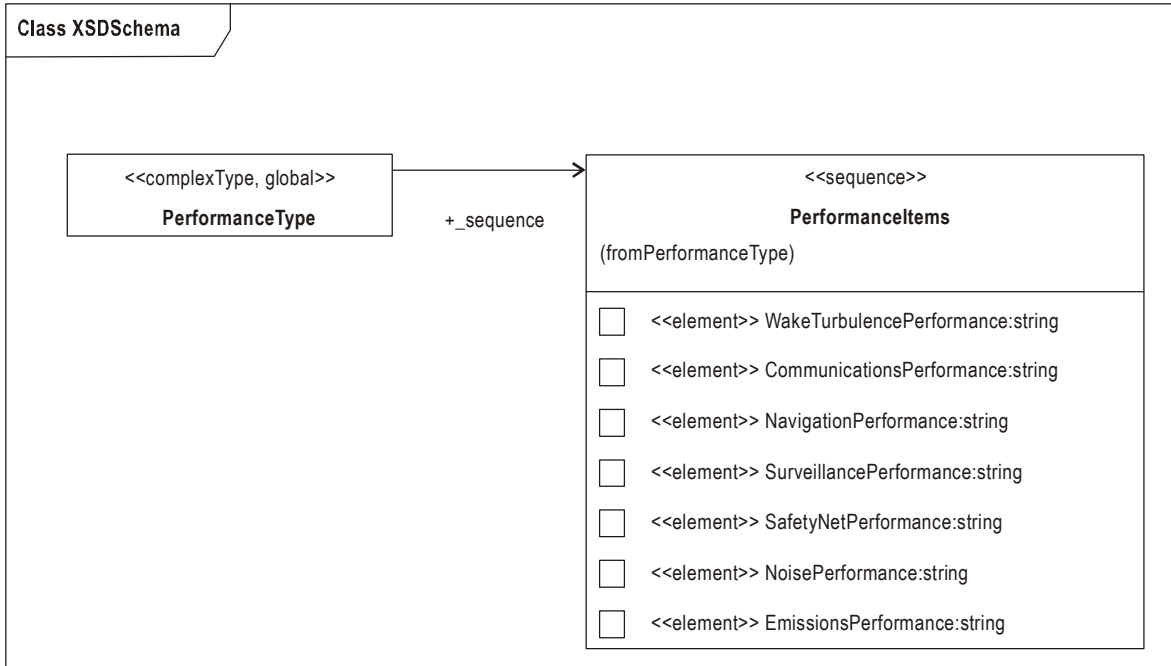 Class XSDSchema
<<complexType, global>>
PerformanceType
+_sequence
<<sequence>>
PerformanceItems
(fromPerformanceType)
<<element>> WakeTurbulencePerformance:string
<<element>> CommunicationsPerformance:string
<<element>> NavigationPerformance:string
<<element>> SurveillancePerformance:string
<<element>> SafetyNetPerformance:string
<<element>> NoisePerformance:string
<<element>> EmissionsPerformance:string